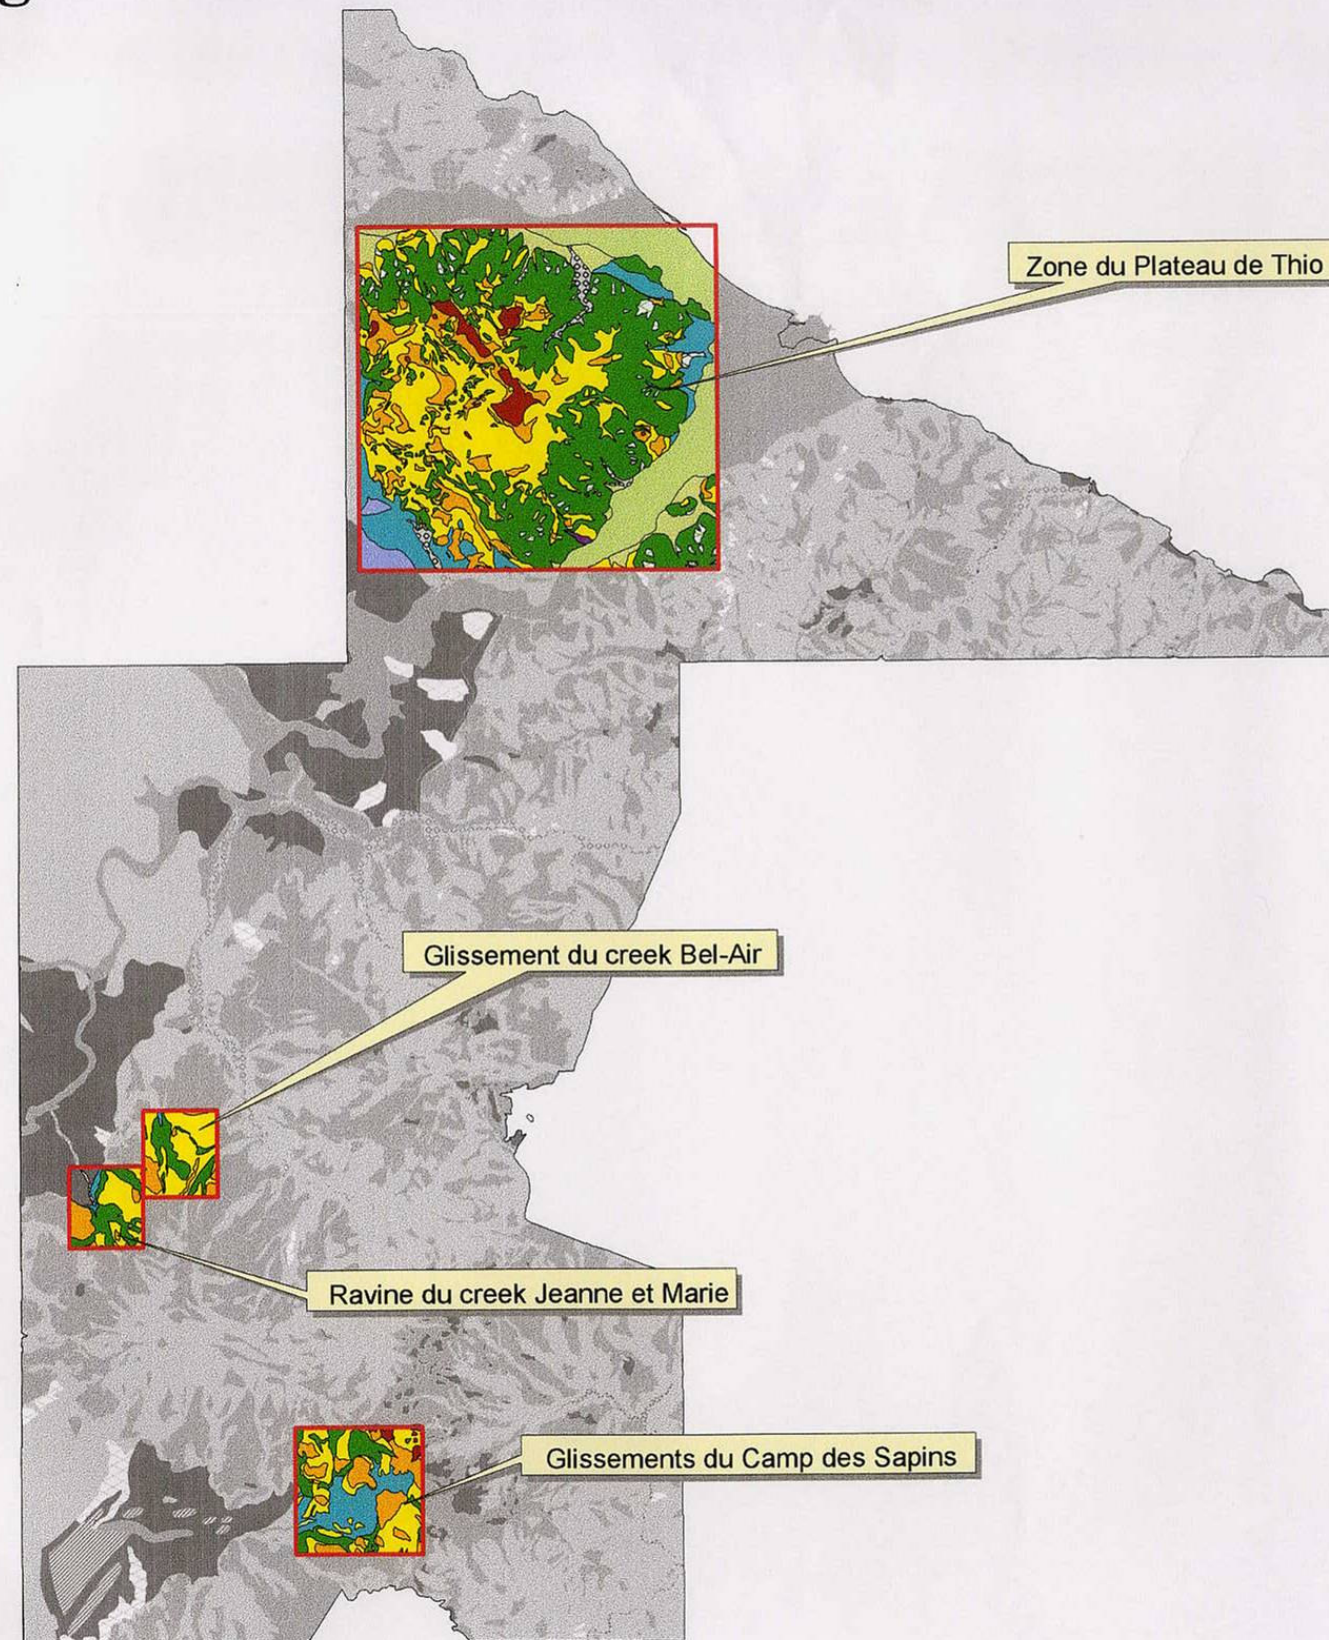 Zone du Plateau de Thio
Glissement du creek Bel-Air
Ravine du creek Jeanne et Marie
Glissements du Camp des Sapins